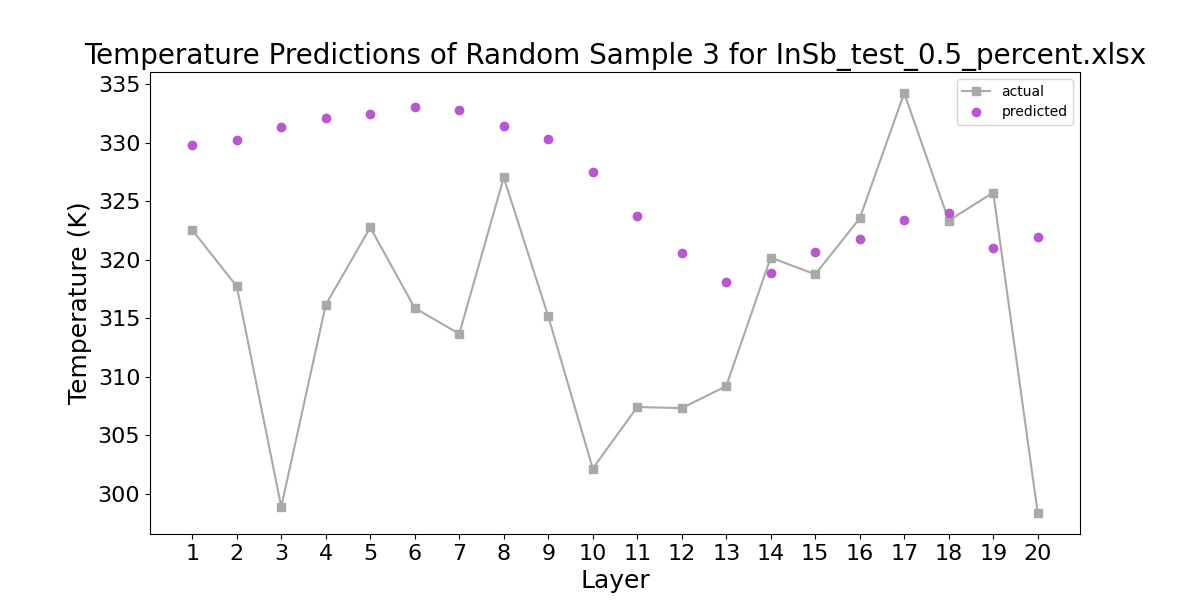 Temperature Predictions of Random Sample 3 for InSb_test_0.5_percent.xlsx
actual
predicted
Temperature (K)
335
330
325
320
315
310
305
300
1 2 3 4 5 6 7 8 9 10 11 12 13 14 15 16 17 18 19 20
Layer